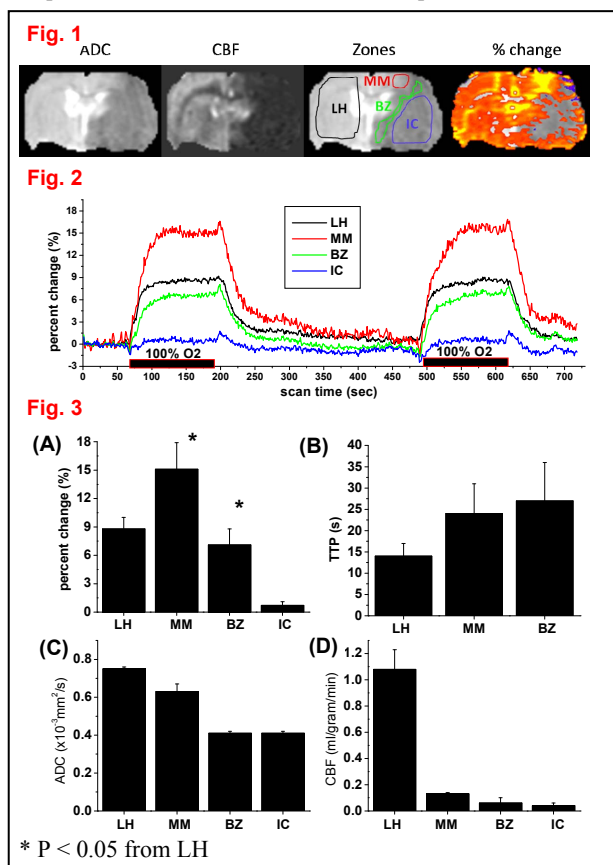 Fig. 1
ADC CBF Zones % change
LH MM BZ IC
Fig. 2
18
15
12
9
6
3
0
-3
percent change (%)
LH
MM
BZ
IC
100% O2 100% O2
0 50 100 150 200 250 300 350 400 450 500 550 600 650 700
scan time (sec)
Fig. 3
(A)
18
15
12
9
6
3
0
percent change (%)
* *
LH MM BZ IC
(B)
40
35
30
25
20
15
10
5
0
TTP (s)
LH MM BZ
(C)
0.8
0.6
0.4
0.2
0.0
ADC (x10-3mm2/s)
LH MM BZ IC
(D)
1.2
1.0
0.8
0.6
0.4
0.2
0.0
CBF (ml/gram/min)
LH MM BZ IC
* P < 0.05 from LH